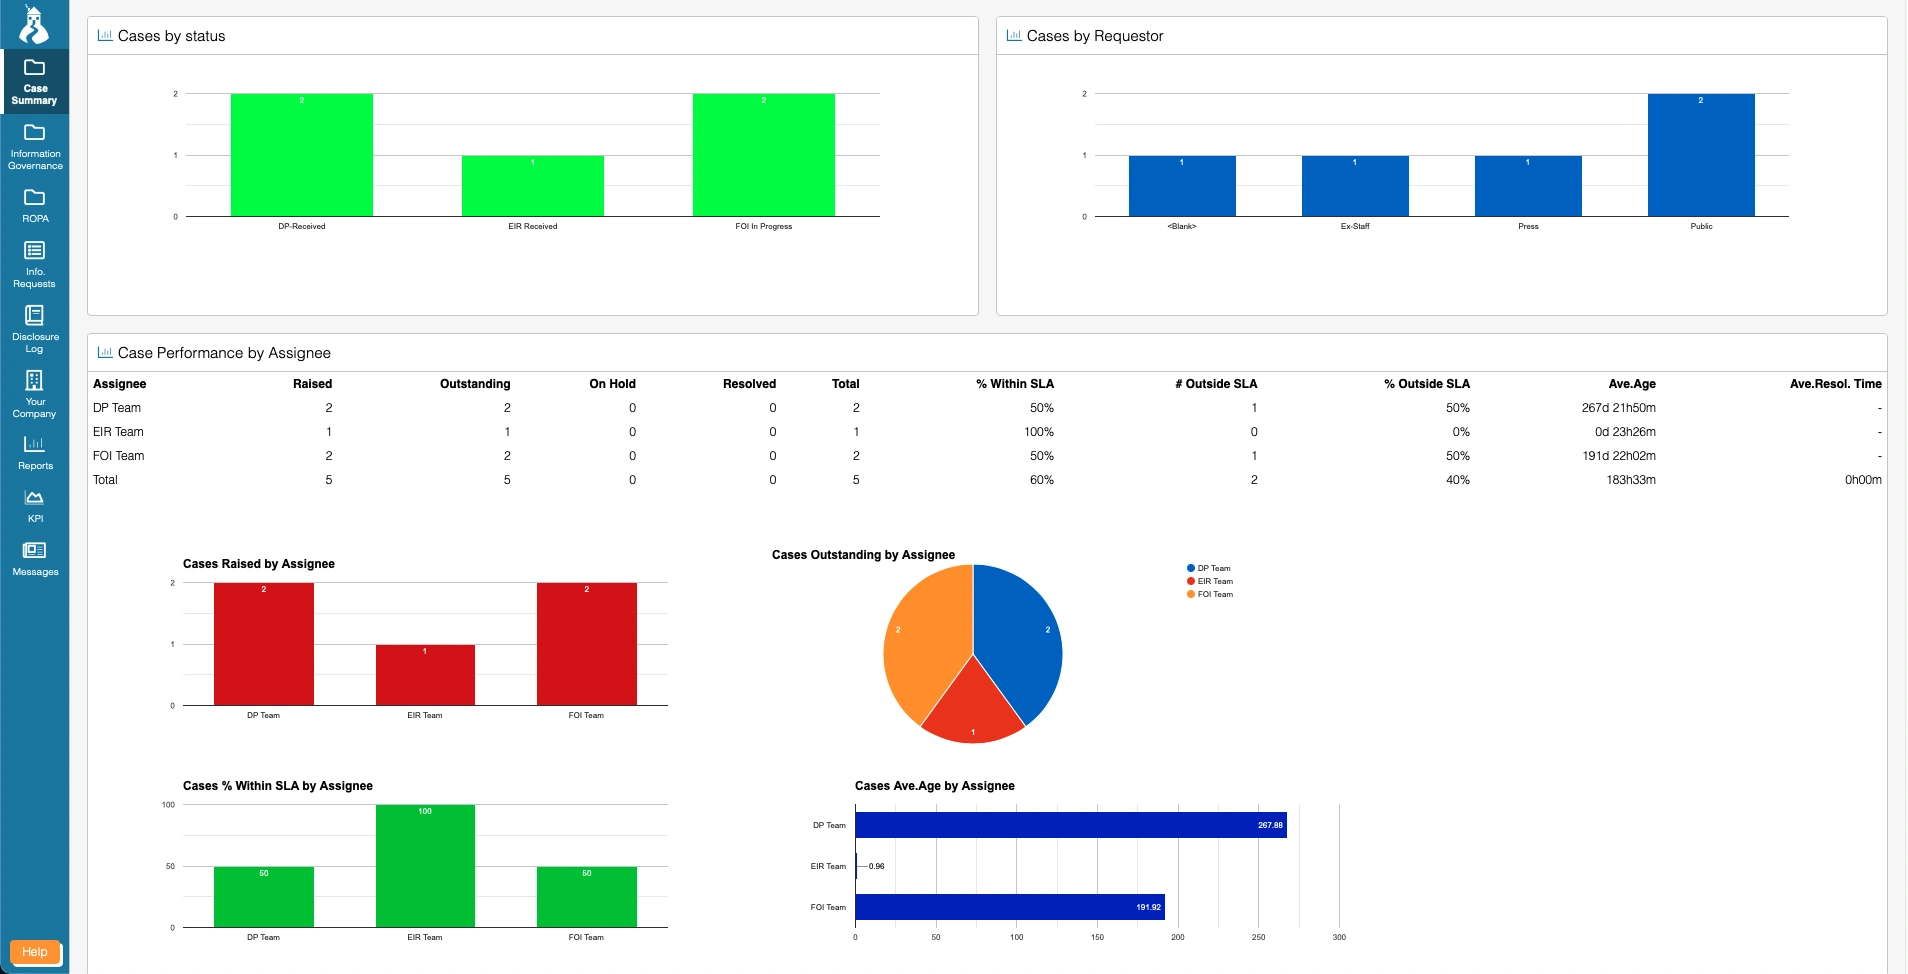 Case
Summary
Information
Governance
ROPA
Info.
Requests
Disclosure
Log
Your
Company
Reports
KPI
Messages
Help
Cases by status
2
1
0
2
1
2
DP-Received
EIR Received
FOI In Progress
Cases by Requestor
2
1
0
1
1
1
2
<Blank>
Ex-Staff
Press
Public
Case Performance by Assignee
Assignee Raised Outstanding On Hold Resolved Total % Within SLA # Outside SLA % Outside SLA Ave.Age Ave.Resol. Time
DP Team 2 2 0 0 2 50% 1 50% 267d 21h50m -
EIR Team 1 1 0 0 1 100% 0 0% 0d 23h26m -
FOI Team 2 2 0 0 2 50% 1 50% 191d 22h02m -
Total 5 5 0 0 5 60% 2 40% 183h33m 0h00m
Cases Raised by Assignee
2
1
0
2
1
2
DP Team
EIR Team
FOI Team
Cases Outstanding by Assignee
2
2
1
DP Team
EIR Team
FOI Team
Cases % Within SLA by Assignee
100
50
0
50
100
50
DP Team
EIR Team
FOI Team
Cases Ave.Age by Assignee
DP Team 267.88
EIR Team 0.96
FOI Team 191.92
0 50 100 150 200 250 300